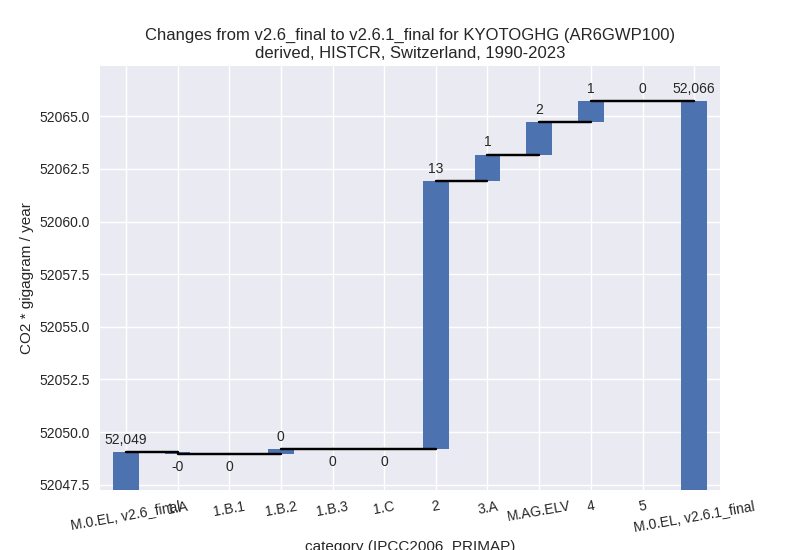 Changes from v2.6_final to v2.6.1_final for KYOTOGHG (AR6GWP100)
derived, HISTCR, Switzerland, 1990-2023
CO2 * gigagram / year
52065.0
52062.5
52060.0
52057.5
52055.0
52052.5
52050.0
52047.5
52,049
-0
0
0
0
0
13
1
2
1
0
52,066
M.0.EL, v2.6_final
1.A
1.B.1
1.B.2
1.B.3
1.C
2
3.A
M.AG.ELV
4
5
M.0.EL, v2.6.1_final
category (IPCC2006_PRIMAP)